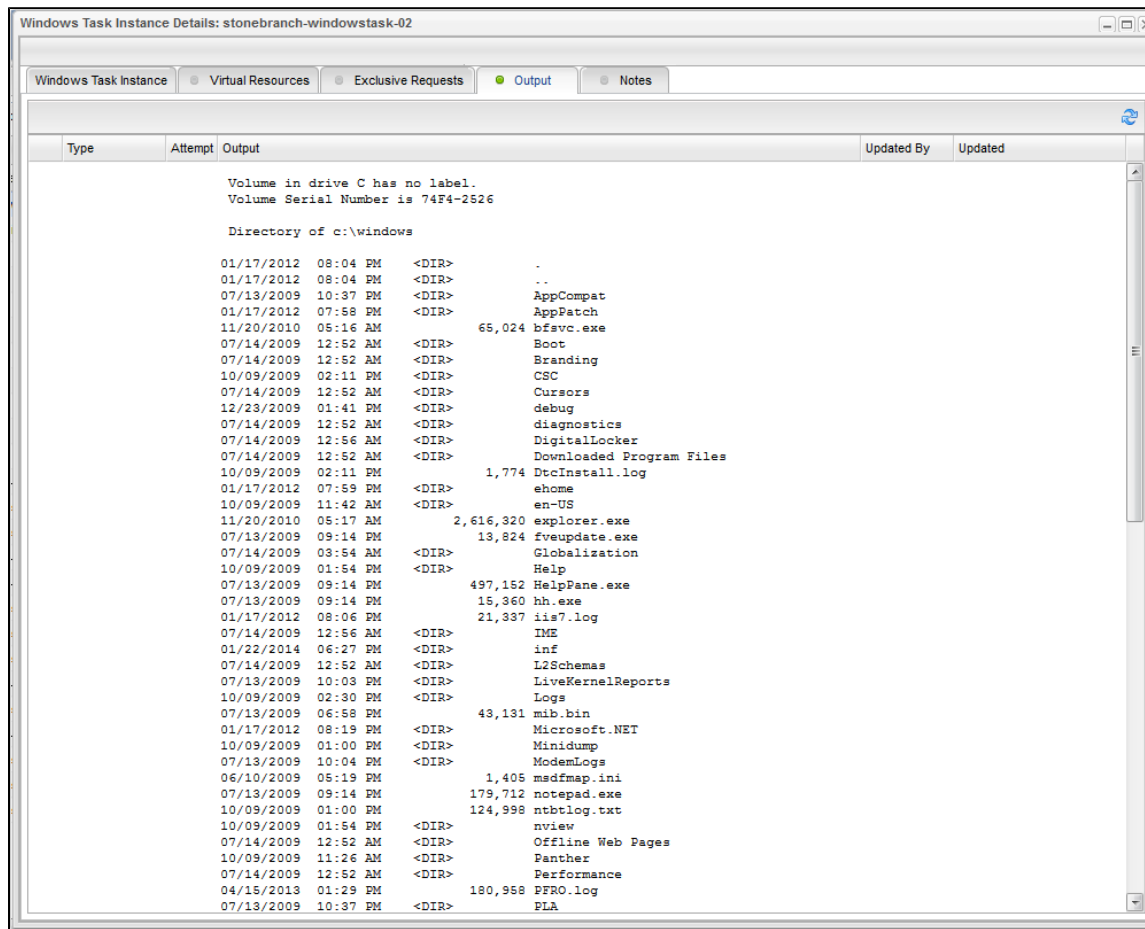 Windows Task Instance Details: stonebranch-windowstask-02
Windows Task Instance Virtual Resources Exclusive Requests Output Notes
Type Attempt Output Updated By Updated
Volume in drive C has no label.
Volume Serial Number is 74F4-2526
Directory of c:\windows
01/17/2012 08:04 PM <DIR> .
01/17/2012 08:04 PM <DIR> ..
07/13/2009 10:37 PM <DIR> AppCompat
01/17/2012 07:58 PM <DIR> AppPatch
11/20/2010 05:16 AM 65,024 bfsvc.exe
07/14/2009 12:52 AM <DIR> Boot
07/14/2009 12:52 AM <DIR> Branding
10/09/2009 02:11 PM <DIR> CSC
07/14/2009 12:52 AM <DIR> Cursors
12/23/2009 01:41 PM <DIR> debug
07/14/2009 12:52 AM <DIR> diagnostics
07/14/2009 12:56 AM <DIR> DigitalLocker
07/14/2009 12:52 AM <DIR> Downloaded Program Files
10/09/2009 02:11 PM 1,774 DtcInstall.log
01/17/2012 07:59 PM <DIR> ehome
10/09/2009 11:42 AM <DIR> en-US
11/20/2010 05:17 AM 2,616,320 explorer.exe
07/13/2009 09:14 PM 13,824 fveupdate.exe
07/14/2009 03:54 AM <DIR> Globalization
10/09/2009 01:54 PM <DIR> Help
07/13/2009 09:14 PM 497,152 HelpPane.exe
07/13/2009 09:14 PM 15,360 hh.exe
01/17/2012 08:06 PM 21,337 iis7.log
07/14/2009 12:56 AM <DIR> IME
01/22/2014 06:27 PM <DIR> inf
07/14/2009 12:52 AM <DIR> L2Schemas
07/13/2009 10:03 PM <DIR> LiveKernelReports
10/09/2009 02:30 PM <DIR> Logs
07/13/2009 06:58 PM 43,131 mib.bin
01/17/2012 08:19 PM <DIR> Microsoft.NET
10/09/2009 01:00 PM <DIR> Minidump
07/13/2009 10:04 PM <DIR> ModemLogs
06/10/2009 05:19 PM 1,405 msdfmap.ini
07/13/2009 09:14 PM 179,712 notepad.exe
10/09/2009 01:00 PM 124,998 ntbtlog.txt
10/09/2009 01:54 PM <DIR> nview
07/14/2009 12:52 AM <DIR> Offline Web Pages
10/09/2009 11:26 AM <DIR> Panther
07/14/2009 12:52 AM <DIR> Performance
04/15/2013 01:29 PM 180,958 PFRO.log
07/13/2009 10:37 PM <DIR> PLA